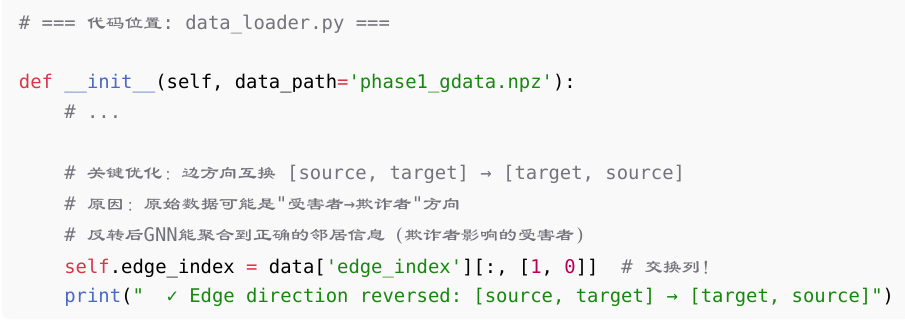 # === 代码位置: data_loader.py ===
def __init__(self, data_path='phase1_gdata.npz'):
# ...
# 关键优化: 边方向互换 [source, target] → [target, source]
# 原因: 原始数据可能是"受害者→欺诈者"方向
# 反转后GNN能聚合到正确的邻居信息 (欺诈者影响的受害者)
self.edge_index = data['edge_index'][:, [1, 0]]  # 交换列!
print("  ✓ Edge direction reversed: [source, target] → [target, source]")